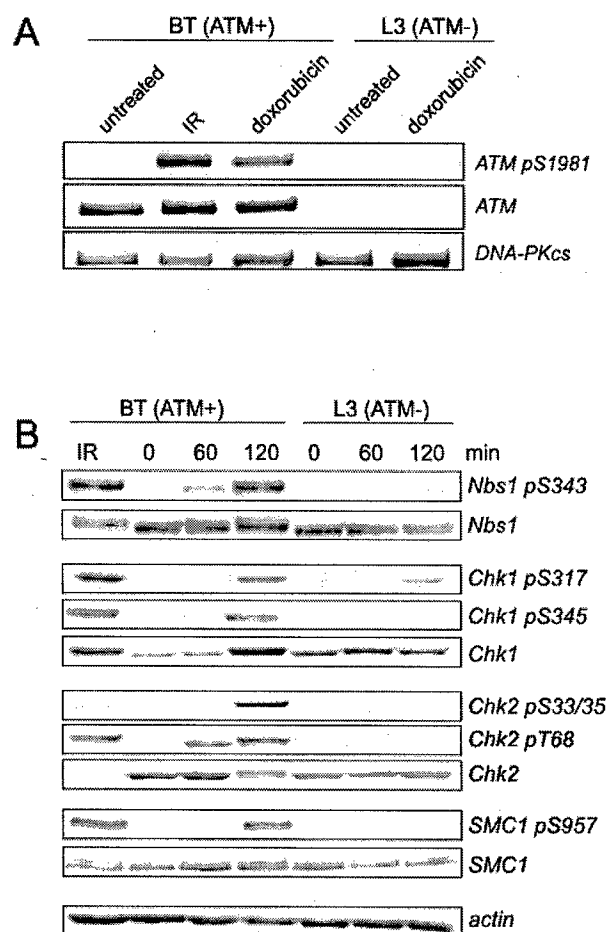 A
BT (ATM+) L3 (ATM-)
untreated IR doxorubicin untreated doxorubicin
ATM pS1981
ATM
DNA-PKcs
B
BT (ATM+) L3 (ATM-)
IR 0 60 120 0 60 120 min
Nbs1 pS343
Nbs1
Chk1 pS317
Chk1 pS345
Chk1
Chk2 pS33/35
Chk2 pT68
Chk2
SMC1 pS957
SMC1
actin